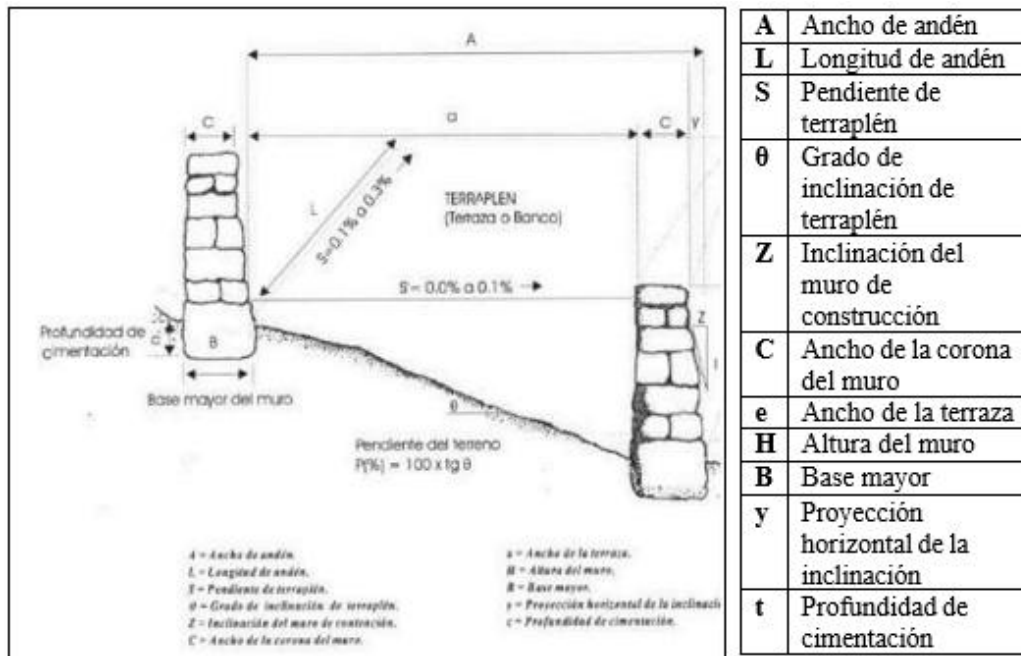 A
C
a
C
y
L
S=0.1% a 0.3%
TERRAPLEN
(Terraza o Banco)
S= 0.0% a 0.1%
Z
1
Profundidad de
cimentación
B
Base mayor del muro
θ
Pendiente del terreno
P(%) = 100 x tg θ
A = Ancho de andén.
L = Longitud de andén.
S = Pendiente de terraplén.
θ = Grado de inclinación de terraplén.
Z = Inclinación del muro de contención.
C = Ancho de la corona del muro.
a = Ancho de la terraza.
H = Altura del muro.
B = Base mayor.
y = Proyección horizontal de la inclinaci
c = Profundidad de cimentación.
A Ancho de andén
L Longitud de andén
S Pendiente de
terraplén
θ Grado de
inclinación de
terraplén
Z Inclinación del
muro de
construcción
C Ancho de la corona
del muro
e Ancho de la terraza
H Altura del muro
B Base mayor
y Proyección
horizontal de la
inclinación
t Profundidad de
cimentación